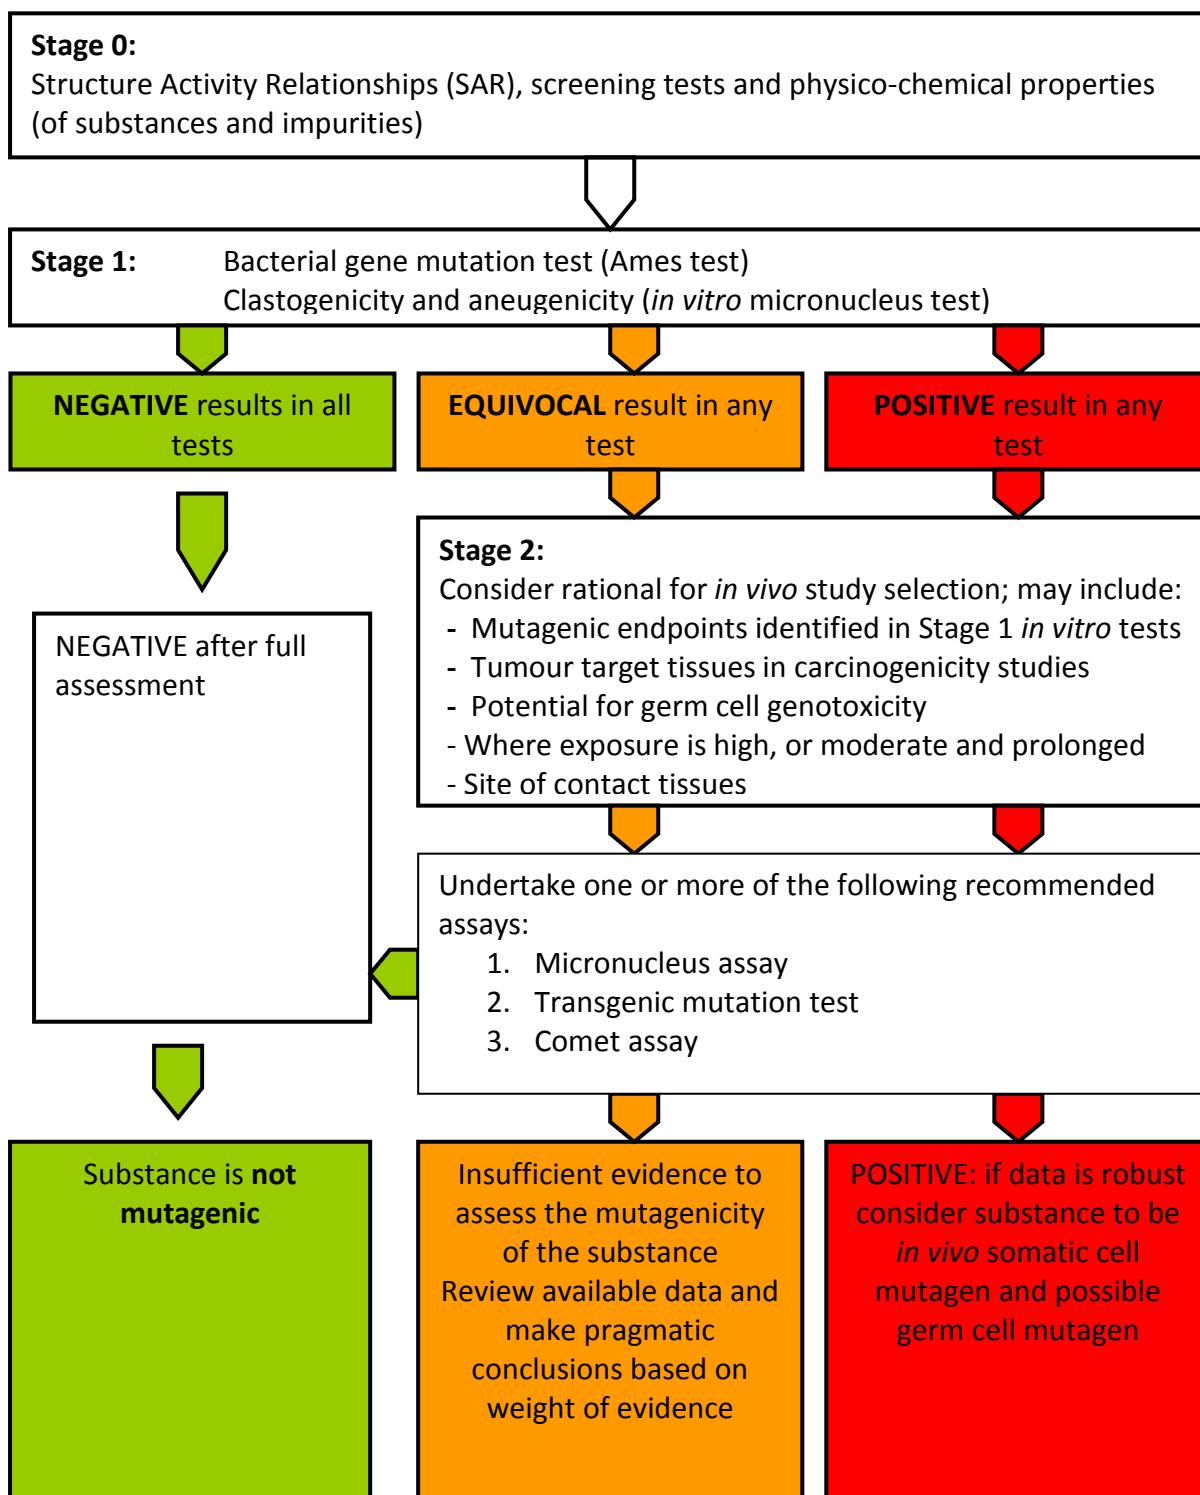 Stage 0:
Structure Activity Relationships (SAR), screening tests and physico-chemical properties
(of substances and impurities)
Stage 1: Bacterial gene mutation test (Ames test)
Clastogenicity and aneugenicity (in vitro micronucleus test)
NEGATIVE results in all
tests
EQUIVOCAL result in any
test
POSITIVE result in any
test
Stage 2:
Consider rational for in vivo study selection; may include:
- Mutagenic endpoints identified in Stage 1 in vitro tests
- Tumour target tissues in carcinogenicity studies
- Potential for germ cell genotoxicity
- Where exposure is high, or moderate and prolonged
- Site of contact tissues
NEGATIVE after full
assessment
Undertake one or more of the following recommended
assays:
1. Micronucleus assay
2. Transgenic mutation test
3. Comet assay
Substance is not
mutagenic
Insufficient evidence to
assess the mutagenicity
of the substance
Review available data and
make pragmatic
conclusions based on
weight of evidence
POSITIVE: if data is robust
consider substance to be
in vivo somatic cell
mutagen and possible
germ cell mutagen